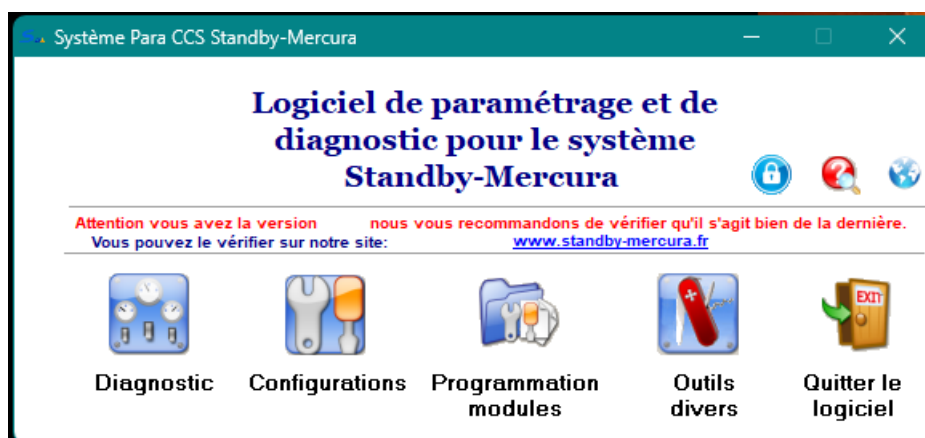 Système Para CCS Standby-Mercura
Logiciel de paramétrage et de
diagnostic pour le système
Standby-Mercura
Attention vous avez la version nous vous recommandons de vérifier qu'il s'agit bien de la dernière.
Vous pouvez le vérifier sur notre site: www.standby-mercura.fr
EXIT
Diagnostic Configurations Programmation Outils Quitter le
modules divers logiciel